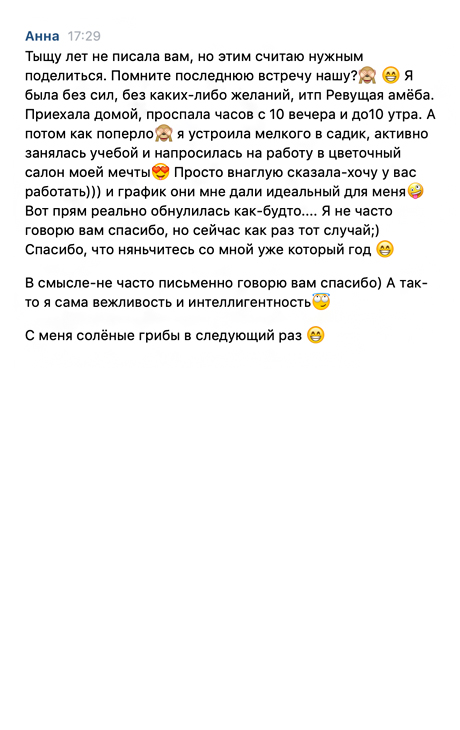 Анна 17:29
Тыщу лет не писала вам, но этим считаю нужным
поделиться. Помните последнюю встречу нашу?🙈 😁 Я
была без сил, без каких-либо желаний, итп Ревущая амёба.
Приехала домой, проспала часов с 10 вечера и до10 утра. А
потом как поперло🙈 я устроила мелкого в садик, активно
занялась учебой и напросилась на работу в цветочный
салон моей мечты😍 Просто внаглую сказала-хочу у вас
работать))) и график они мне дали идеальный для меня🤪
Вот прям реально обнулилась как-будто.... Я не часто
говорю вам спасибо, но сейчас как раз тот случай;)
Спасибо, что няньчитесь со мной уже который год 😁
В смысле-не часто письменно говорю вам спасибо) А так-
то я сама вежливость и интеллигентность😇
С меня солёные грибы в следующий раз 😁